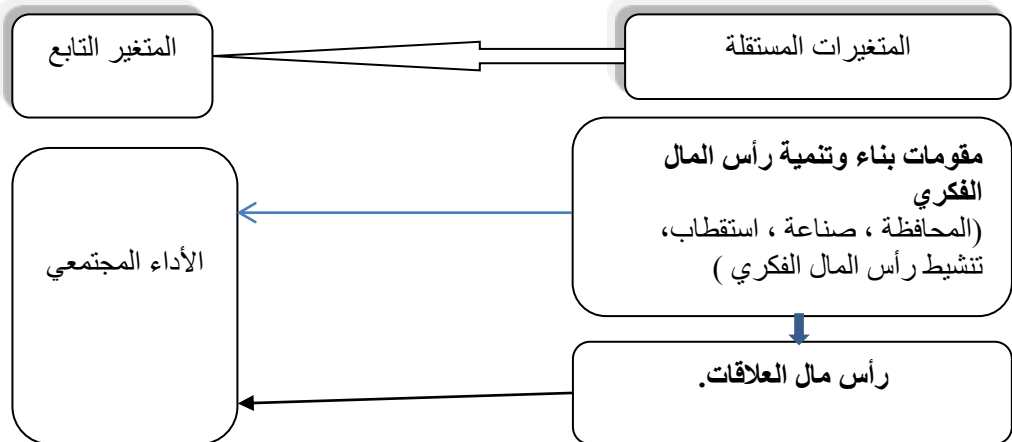 المتغيرات المستقلة
المتغير التابع
مقومات بناء وتنمية رأس المال
الفكري
(المحافظة ، صناعة ، استقطاب،
تنشيط رأس المال الفكري )
الأداء المجتمعي
رأس مال العلاقات.